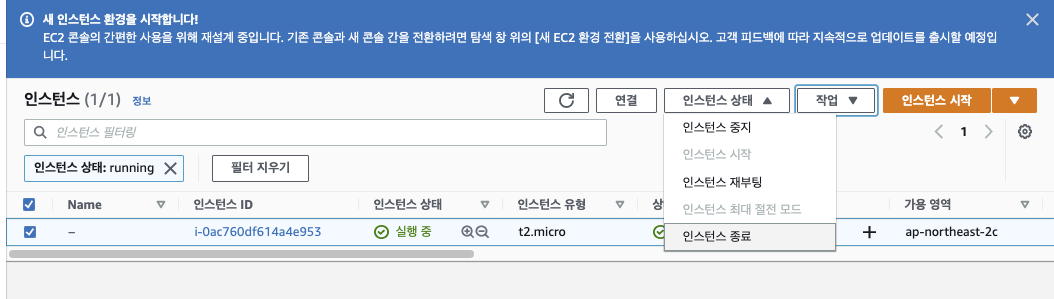 새 인스턴스 환경을 시작합니다!
EC2 콘솔의 간편한 사용을 위해 재설계 중입니다. 기존 콘솔과 새 콘솔 간을 전환하려면 탐색 창 위의 [새 EC2 환경 전환]을 사용하십시오. 고객 피드백에 따라 지속적으로 업데이트를 출시할 예정입
니다.
인스턴스 (1/1) 정보 연결 인스턴스 상태 작업 인스턴스 시작
인스턴스 필터링 1
인스턴스 상태: running 필터 지우기
인스턴스 중지
인스턴스 시작
인스턴스 재부팅
인스턴스 최대 절전 모드
인스턴스 종료
Name 인스턴스 ID 인스턴스 상태 인스턴스 유형 가용 영역
– i-0ac760df614a4e953 실행 중 t2.micro ap-northeast-2c